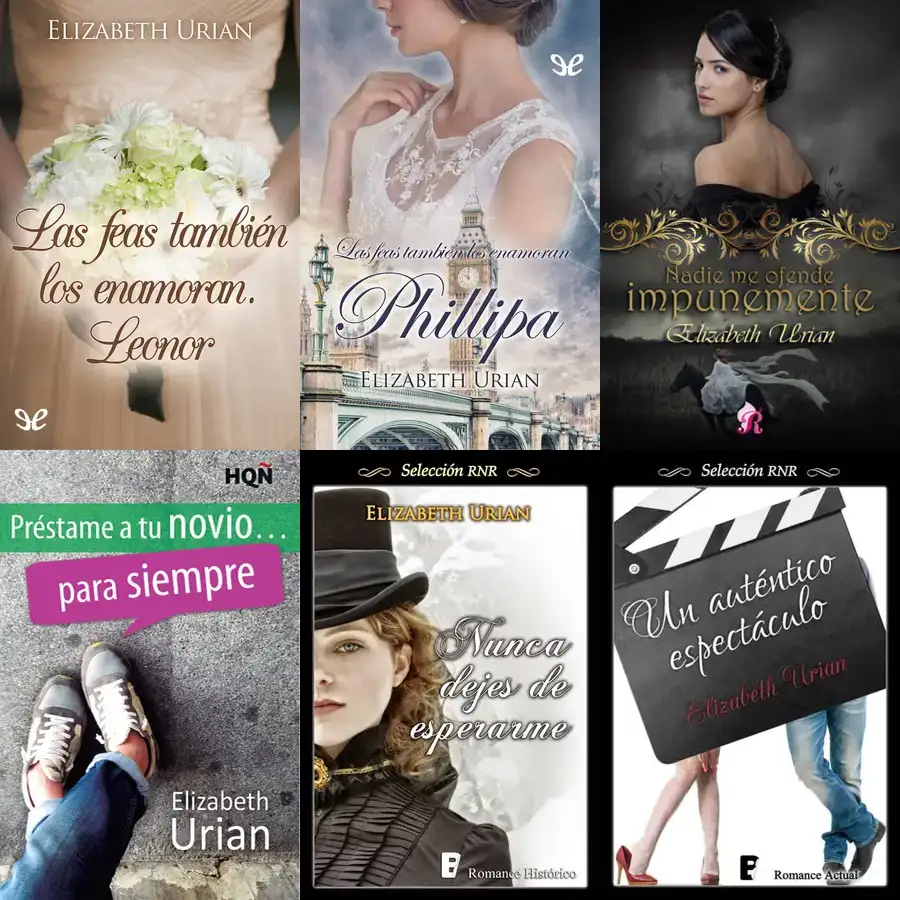 ELIZABETH URIAN
Las feas también
los enamoran.
Leonor
Las feas también los enamoran
Phillipa
ELIZABETH URIAN
Nadie me ofende
impunemente
Elizabeth Urian
R
HQÑ
Préstame a tu novio...
para siempre
Elizabeth
Urian
Selección RNR
ELIZABETH URIAN
Nunca
dejes de
esperarme
B
Romance Histórico
Selección RNR
Un auténtico
espectáculo
Elizabeth Urian
B
Romance Actual